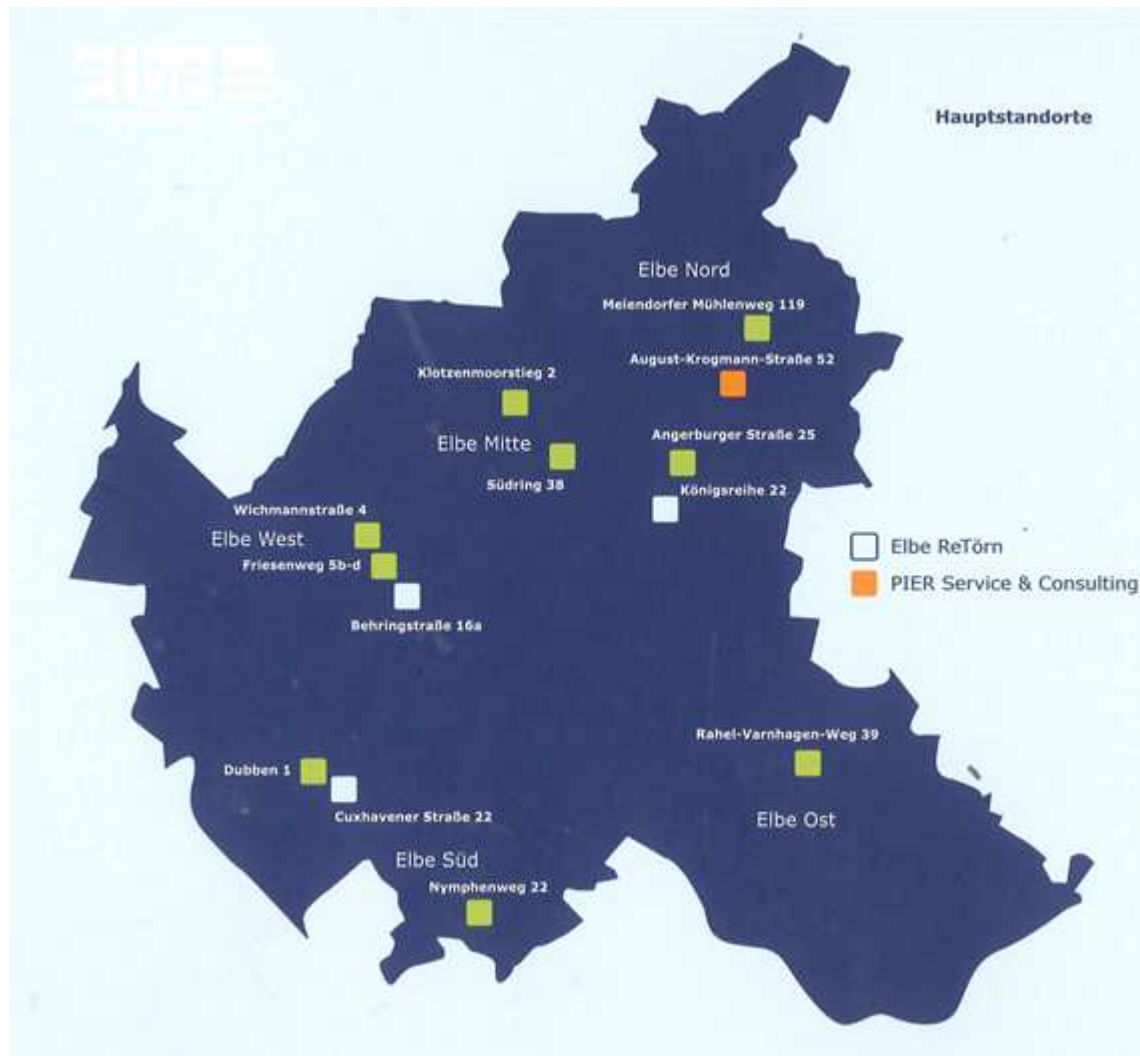 Hauptstandorte
Elbe Nord
Meiendorfer Mühlenweg 119
August-Krogmann-Straße 52
Klotzenmoorstieg 2
Angerburger Straße 25
Elbe Mitte
Südring 38
Königsreihe 22
Wichmannstraße 4
Elbe West
Friesenweg 5b-d
Behringstraße 16a
Elbe ReTörn
PIER Service & Consulting
Rahel-Varnhagen-Weg 39
Dubben 1
Cuxhavener Straße 22
Elbe Ost
Elbe Süd
Nymphenweg 22